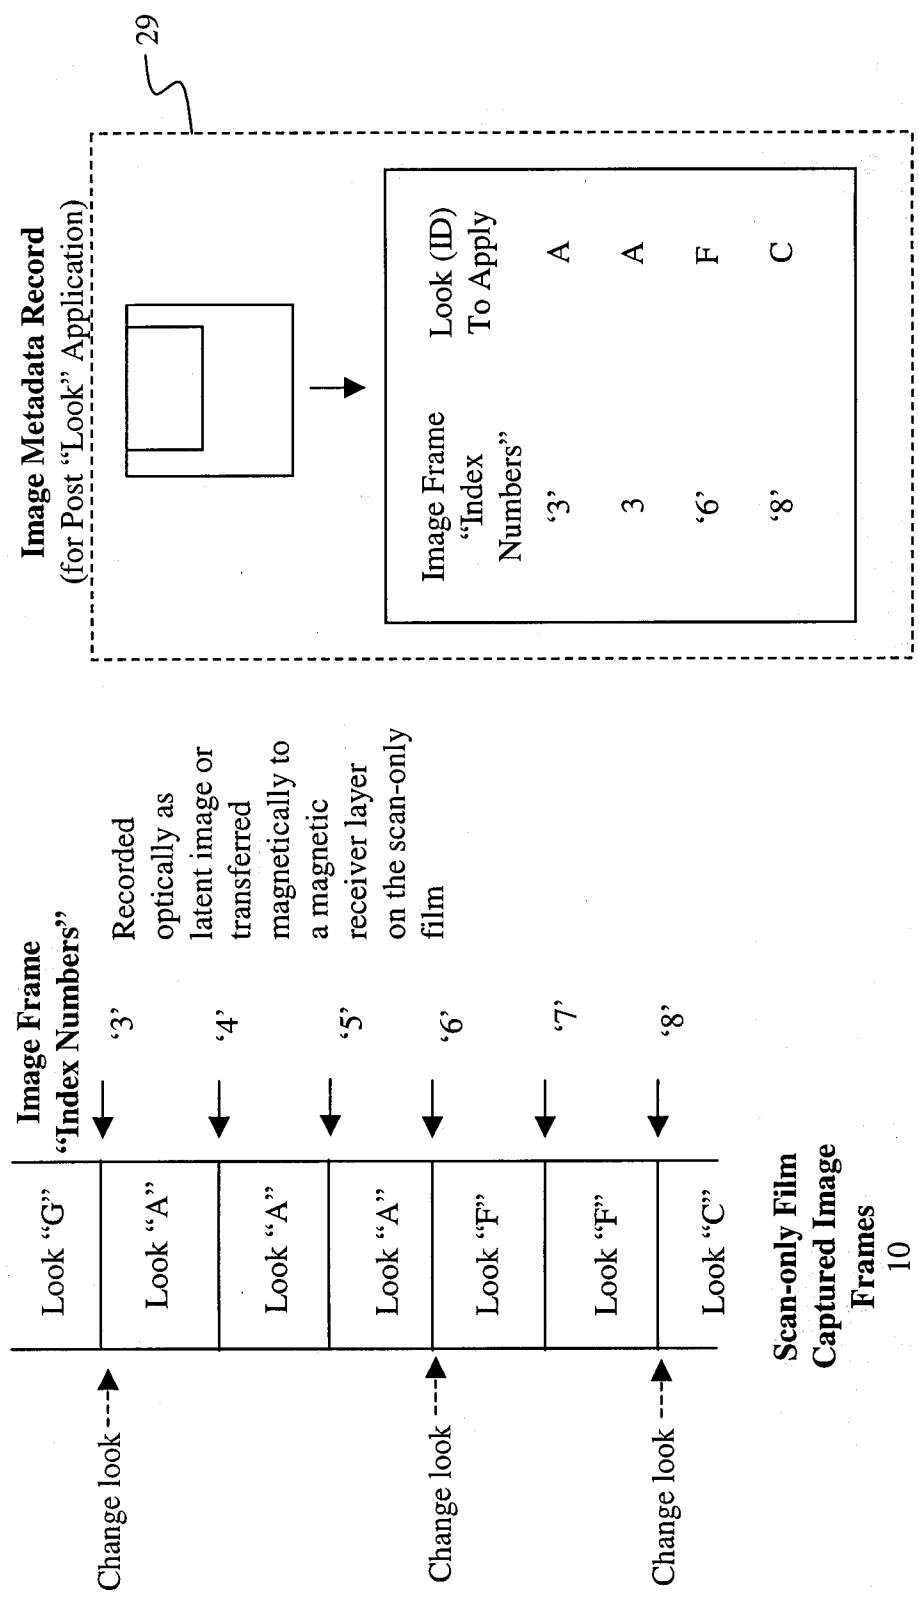 Image Metadata Record
(for Post “Look” Application)
29
Image Frame
“Index
Numbers”
Look (ID)
To Apply
‘3’ A
3 A
‘6’ F
‘8’ C
Image Frame
“Index Numbers”
‘3’
‘4’
‘5’
‘6’
‘7’
‘8’
Recorded
optically as
latent image or
transferred
magnetically to
a magnetic
receiver layer
on the scan-only
film
Look “G”
Look “A”
Look “A”
Look “A”
Look “F”
Look “F”
Look “C”
Change look
Change look
Change look
Scan-only Film
Captured Image
Frames
10